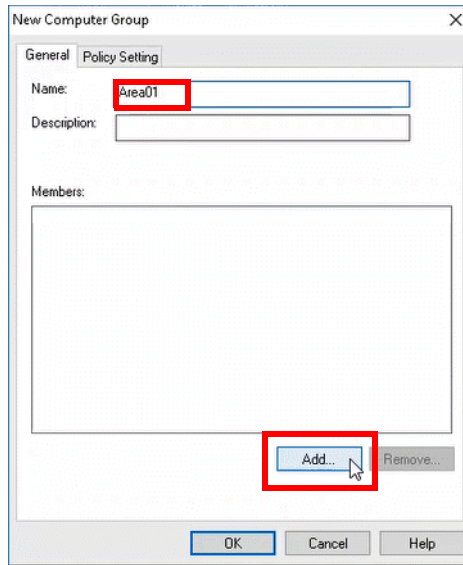 New Computer Group
General Policy Setting
Name: Area01
Description:
Members:
Add... Remove...
OK Cancel Help